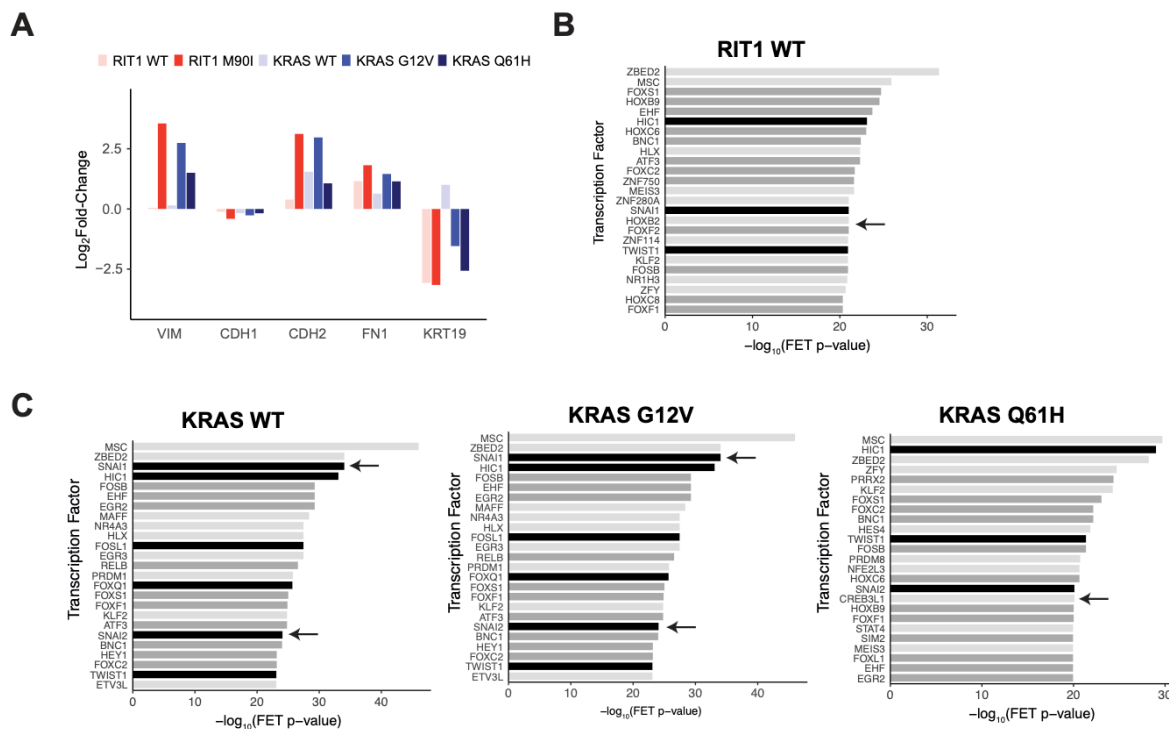 A
RIT1 WT RIT1 M90I KRAS WT KRAS G12V KRAS Q61H
Log2Fold-Change
2.5
0.0
−2.5
VIM CDH1 CDH2 FN1 KRT19
B
RIT1 WT
Transcription Factor
ZBED2
MSC
FOXS1
HOXB9
EHF
HIC1
HOXC6
BNC1
HLX
ATF3
FOXC2
ZNF750
MEIS3
ZNF280A
SNAI1
HOXB2
FOXF2
ZNF114
TWIST1
KLF2
FOSB
NR1H3
ZFY
HOXC8
FOXF1
0 10 20 30
−log10(FET p−value)
C
KRAS WT
Transcription Factor
MSC
ZBED2
SNAI1
HIC1
FOSB
EHF
EGR2
MAFF
NR4A3
HLX
FOSL1
EGR3
RELB
PRDM1
FOXQ1
FOXS1
FOXF1
KLF2
ATF3
SNAI2
BNC1
HEY1
FOXC2
TWIST1
ETV3L
0 10 20 30 40
−log10(FET p−value)
KRAS G12V
Transcription Factor
MSC
ZBED2
SNAI1
HIC1
FOSB
EHF
EGR2
MAFF
NR4A3
HLX
FOSL1
EGR3
RELB
PRDM1
FOXQ1
FOXS1
FOXF1
KLF2
ATF3
SNAI2
BNC1
HEY1
FOXC2
TWIST1
ETV3L
0 10 20 30 40
−log10(FET p−value)
KRAS Q61H
Transcription Factor
MSC
HIC1
ZBED2
ZFY
PRRX2
KLF2
FOXS1
FOXC2
BNC1
HES4
TWIST1
FOSB
PRDM8
NFE2L3
HOXC6
SNAI2
CREB3L1
HOXB9
FOXF1
STAT4
SIM2
MEIS3
FOXL1
EHF
EGR2
0 10 20 30
−log10(FET p−value)